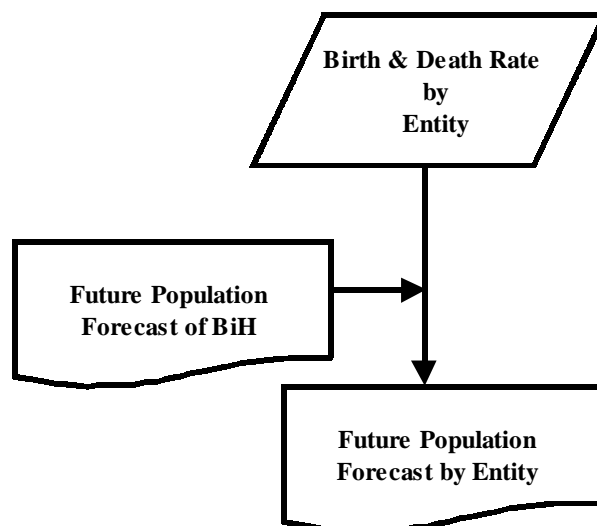 Birth & Death Rate
by
Entity
Future Population
Forecast of BiH
Future Population
Forecast by Entity